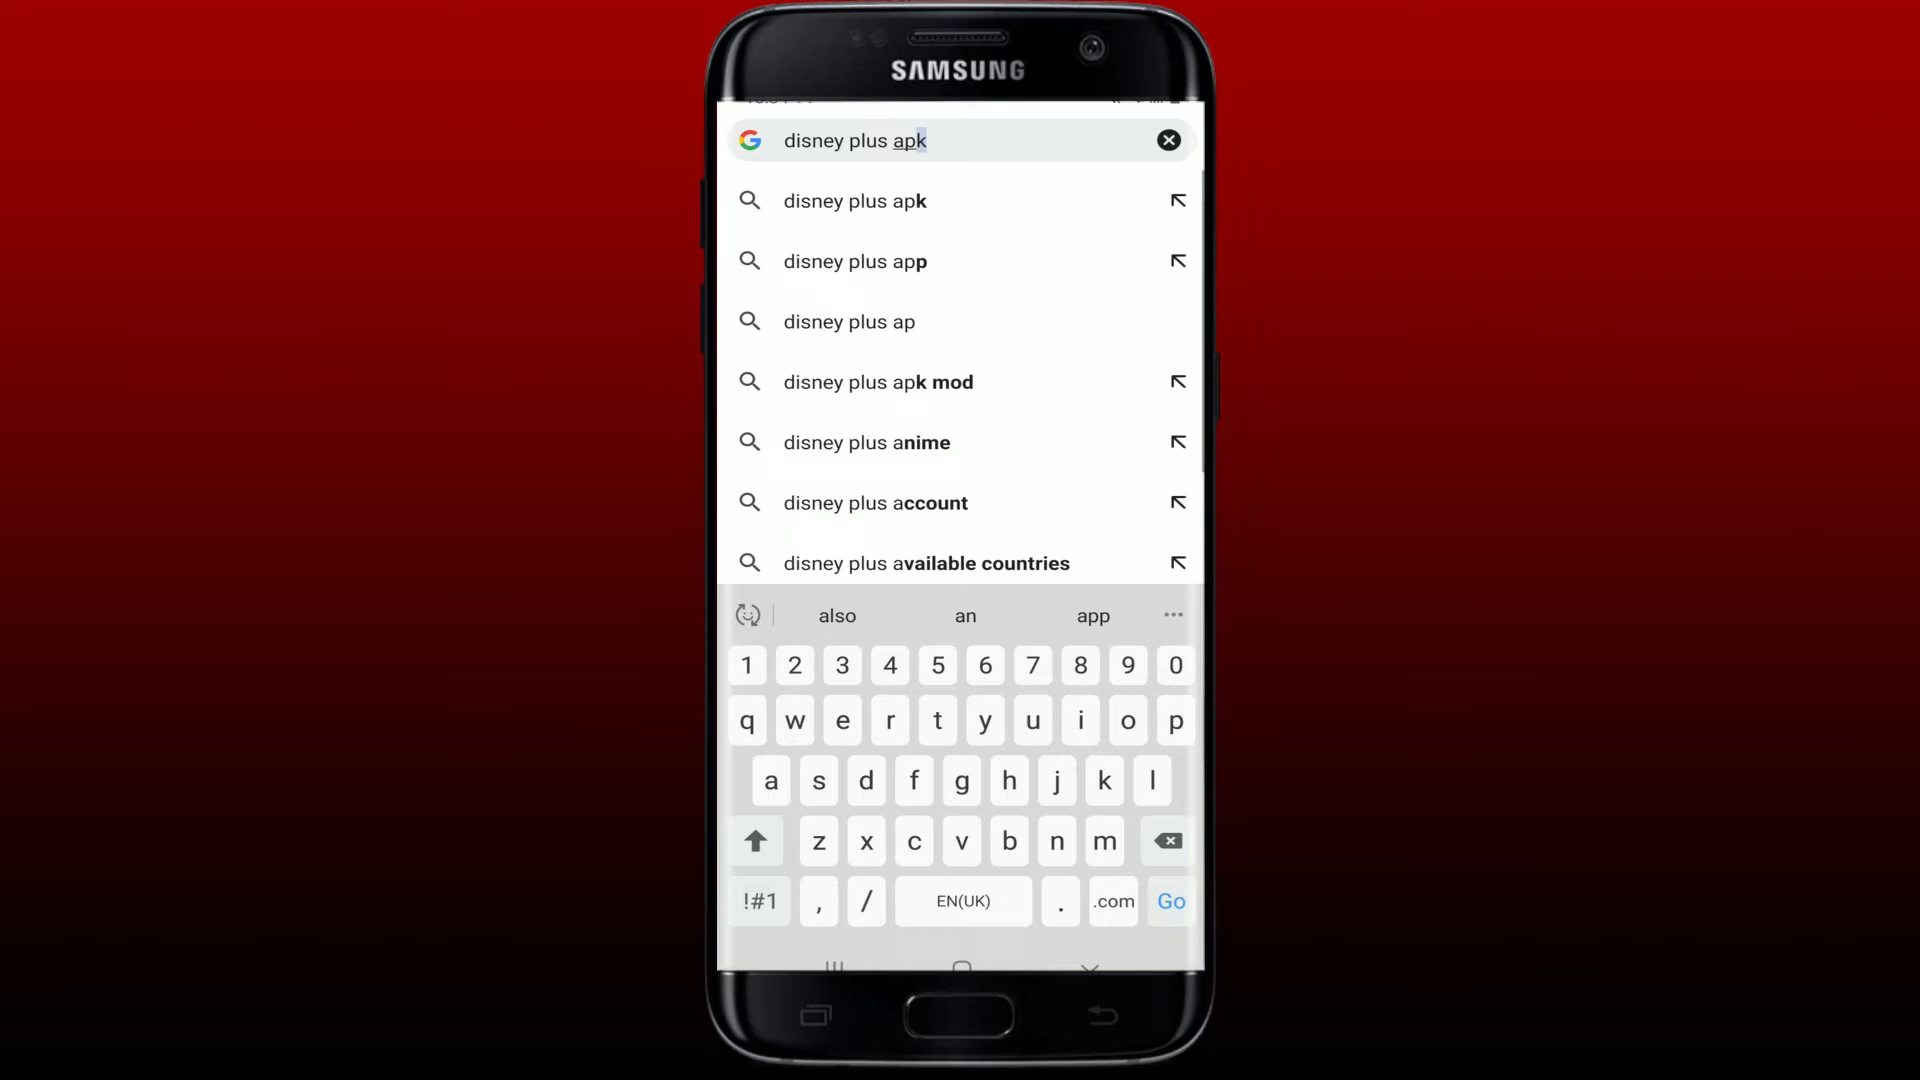 SAMSUNG
disney plus apk
disney plus apk
disney plus app
disney plus ap
disney plus apk mod
disney plus anime
disney plus account
disney plus available countries
also an app
1 2 3 4 5 6 7 8 9 0
q w e r t y u i o p
a s d f g h j k l
z x c v b n m
!#1 , / EN(UK) . .com Go